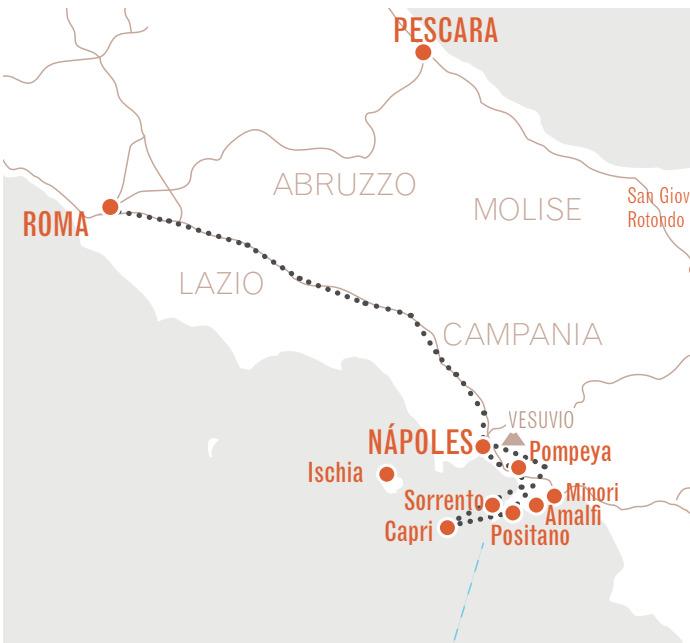 PESCARA
ABRUZZO
MOLISE
San Giov
Rotondo
ROMA
LAZIO
CAMPANIA
VESUVIO
NÁPOLES
Pompeya
Ischia
Sorrento
Minori
Amalfi
Capri
Positano